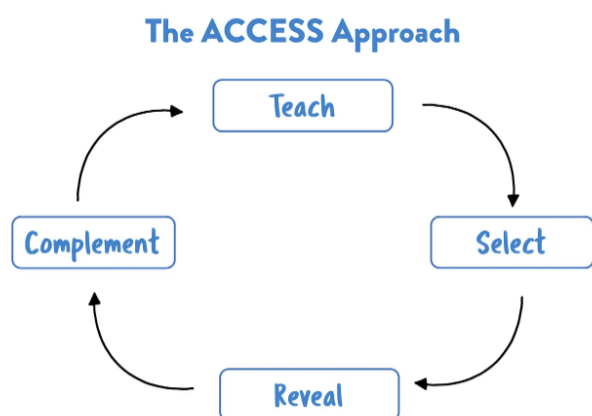 The ACCESS Approach
Teach
Select
Reveal
Complement